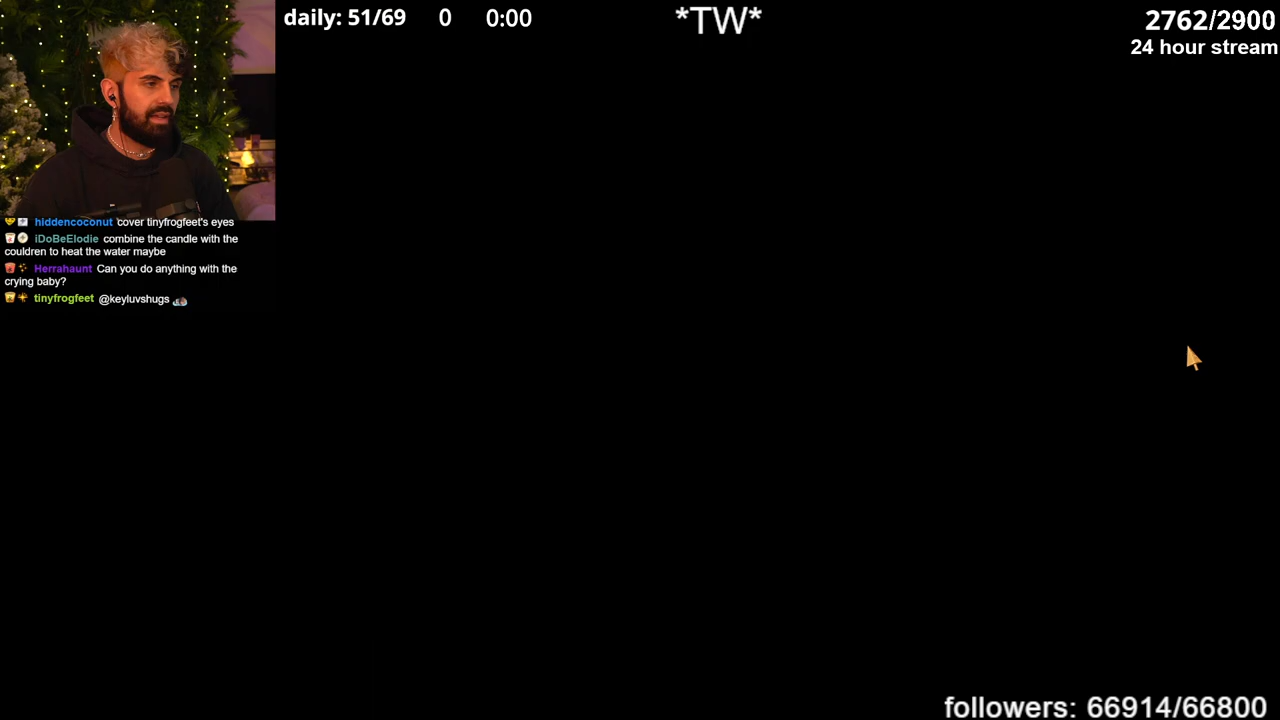 daily: 51/69 0 0:00 *TW* 2762/2900
24 hour stream
hiddencoconut cover tinyfrogfeet's eyes
iDoBeElodie combine the candle with the
couldren to heat the water maybe
Herrahaunt Can you do anything with the
crying baby?
tinyfrogfeet @keyluvshugs
followers: 66914/66800